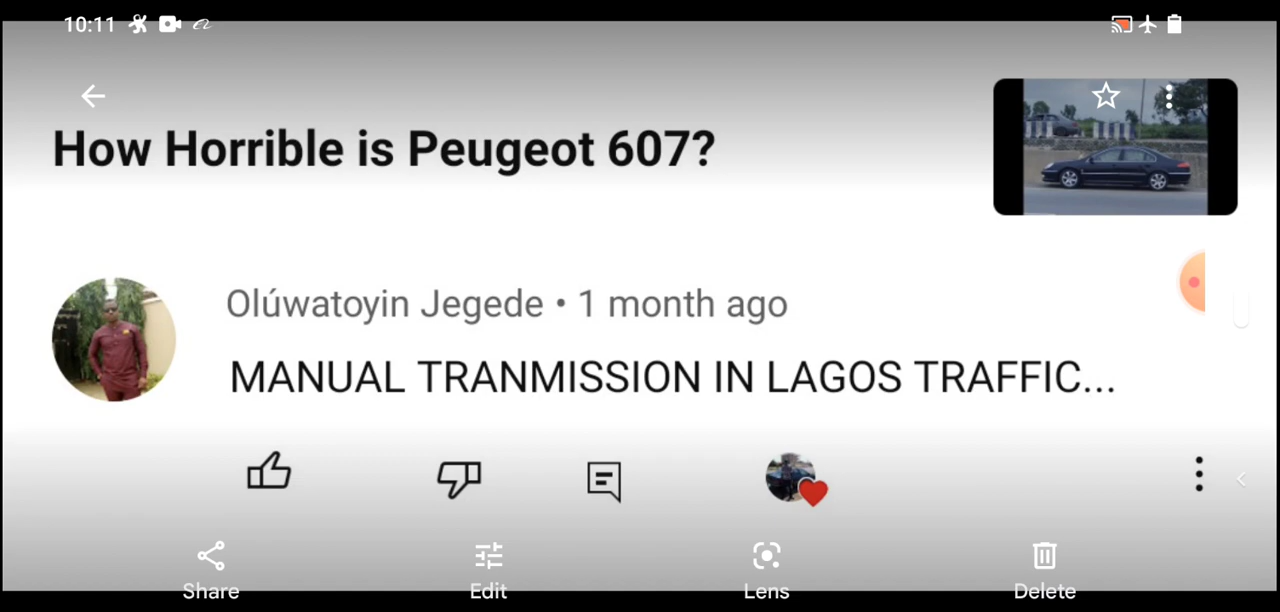 10:11
How Horrible is Peugeot 607?
Olúwatoyin Jegede • 1 month ago
MANUAL TRANMISSION IN LAGOS TRAFFIC...
Share Edit Lens Delete